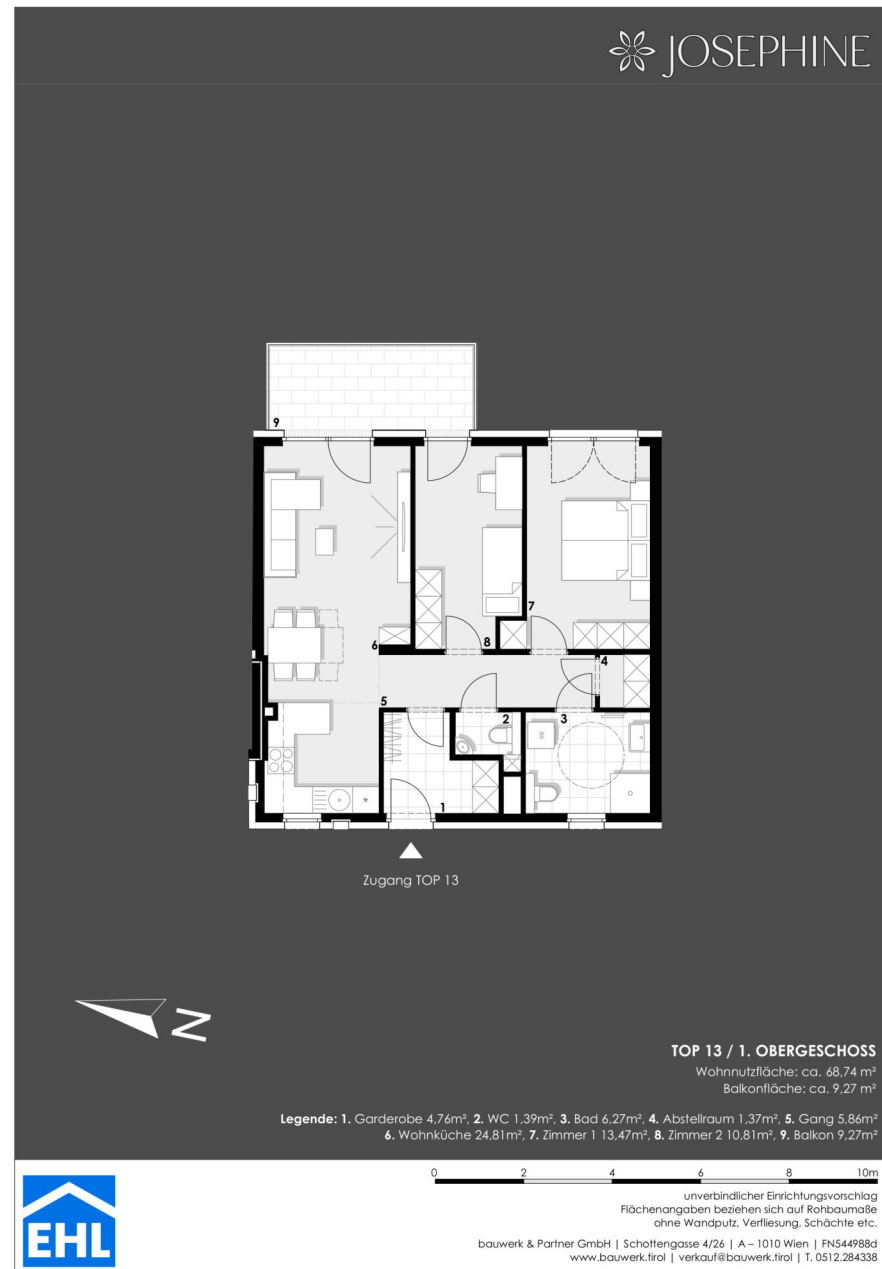 JOSEPHINE
9
7
6
8
4
5
2
3
1
Zugang TOP 13
N
TOP 13 / 1. OBERGESCHOSS
Wohnnutzfläche: ca. 68,74 m²
Balkonfläche: ca. 9,27 m²
Legende: 1. Garderobe 4,76m², 2. WC 1,39m², 3. Bad 6,27m², 4. Abstellraum 1,37m², 5. Gang 5,86m²
6. Wohnküche 24,81m², 7. Zimmer 1 13,47m², 8. Zimmer 2 10,81m², 9. Balkon 9,27m²
0 2 4 6 8 10m
unverbindlicher Einrichtungsvorschlag
Flächenangaben beziehen sich auf Rohbaumaße
ohne Wandputz, Verfliesung, Schächte etc.
EHL
bauwerk & Partner GmbH | Schottengasse 4/26 | A – 1010 Wien | FN544988d
www.bauwerk.tirol | verkauf@bauwerk.tirol | T. 0512.284338